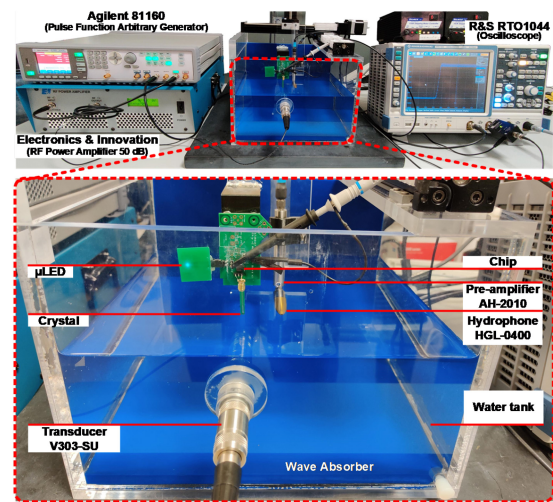 Agilent 81160
(Pulse Function Arbitrary Generator)
R&S RTO1044
(Oscilloscope)
Electronics & Innovation
(RF Power Amplifier 50 dB)
µLED
Chip
Pre-amplifier
AH-2010
Crystal
Hydrophone
HGL-0400
Transducer
V303-SU
Water tank
Wave Absorber